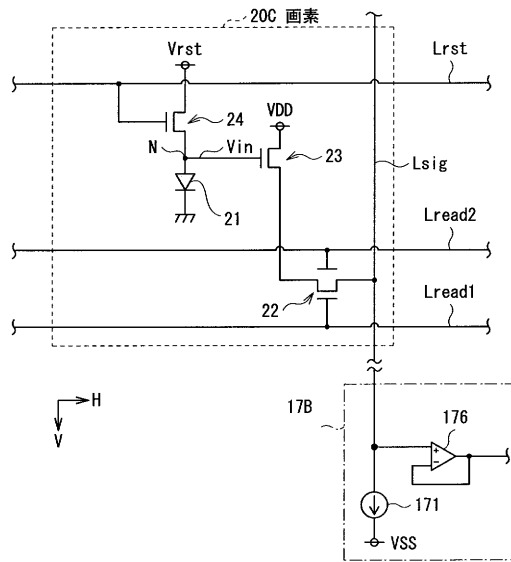 20C 画素
Vrst
Lrst
24
VDD
N
Vin
23
Lsig
21
Lread2
22
Lread1
H
V
17B
176
+
-
171
VSS